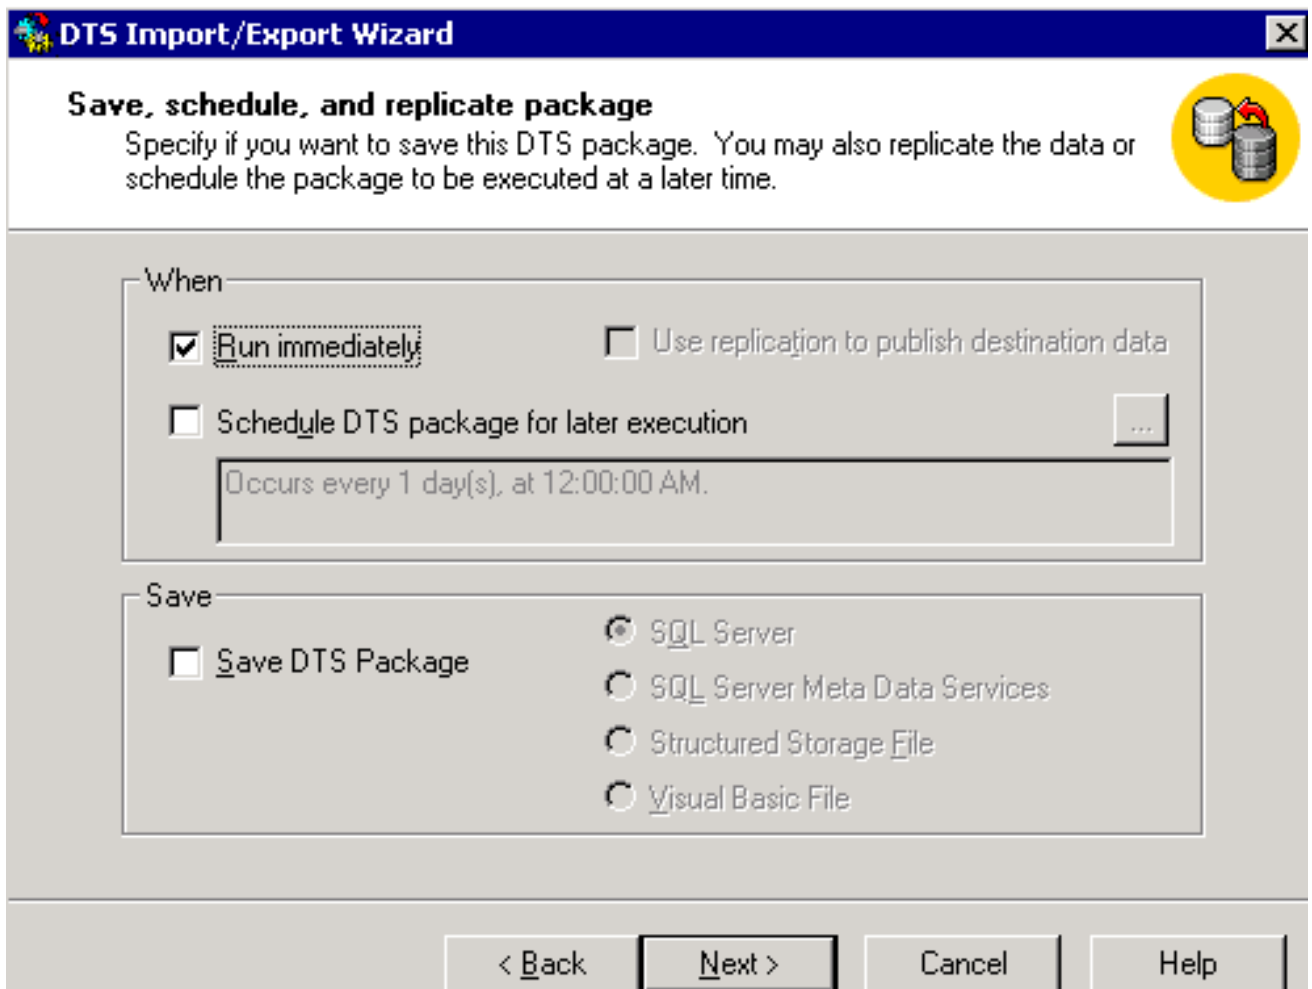 DTS Import/Export Wizard
Save, schedule, and replicate package
Specify if you want to save this DTS package.  You may also replicate the data or
schedule the package to be executed at a later time.
When
Run immediately
Use replication to publish destination data
Schedule DTS package for later execution
...
Occurs every 1 day(s), at 12:00:00 AM.
Save
Save DTS Package
SQL Server
SQL Server Meta Data Services
Structured Storage File
Visual Basic File
< Back
Next >
Cancel
Help